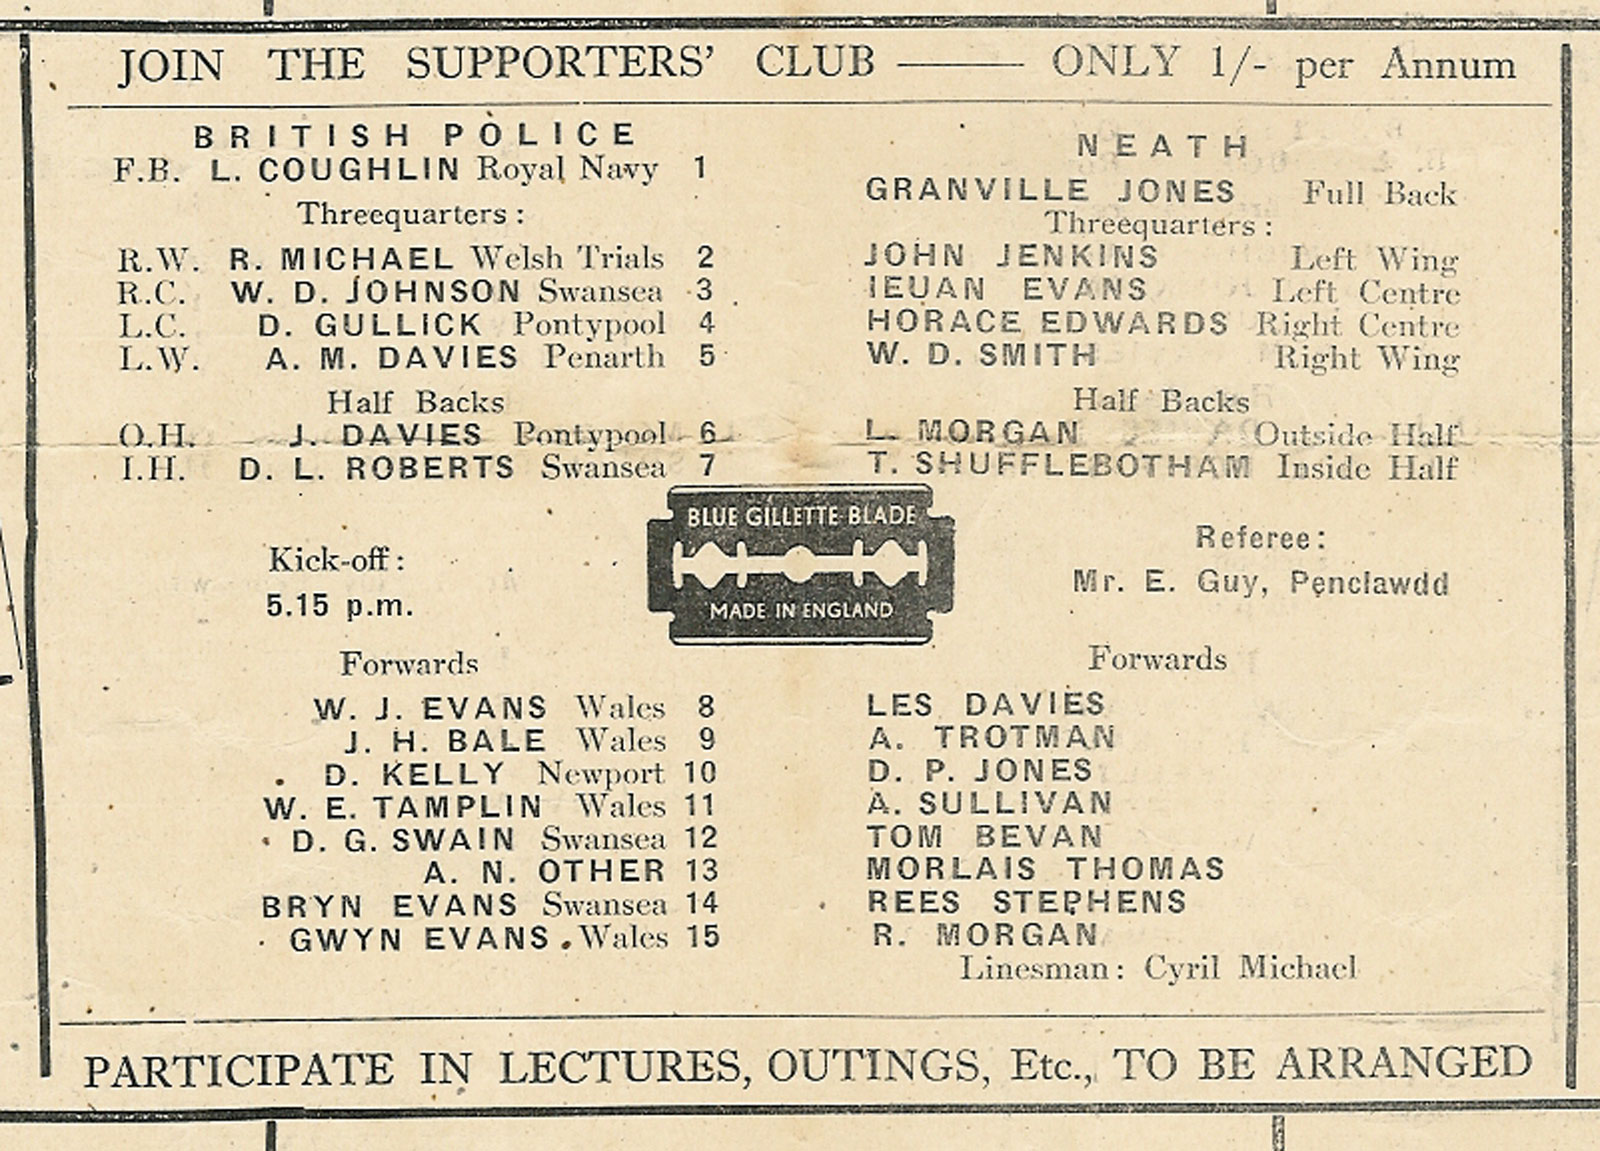 JOIN THE SUPPORTERS' CLUB —— ONLY 1/- per Annum
BRITISH POLICE
F.B. L. COUGHLIN Royal Navy 1
Threequarters:
R.W. R. MICHAEL Welsh Trials 2
R.C. W. D. JOHNSON Swansea 3
L.C. D. GULLICK Pontypool 4
L.W. A. M. DAVIES Penarth 5
Half Backs
O.H. J. DAVIES Pontypool 6
I.H. D. L. ROBERTS Swansea 7
Kick-off:
5.15 p.m.
Forwards
W. J. EVANS Wales 8
J. H. BALE Wales 9
D. KELLY Newport 10
W. E. TAMPLIN Wales 11
D. G. SWAIN Swansea 12
A. N. OTHER 13
BRYN EVANS Swansea 14
GWYN EVANS Wales 15
BLUE GILLETTE BLADE
MADE IN ENGLAND
NEATH
GRANVILLE JONES Full Back
Threequarters:
JOHN JENKINS Left Wing
IEUAN EVANS Left Centre
HORACE EDWARDS Right Centre
W. D. SMITH Right Wing
Half Backs
L. MORGAN Outside Half
T. SHUFFLEBOTHAM Inside Half
Referee:
Mr. E. Guy, Penclawdd
Forwards
LES DAVIES
A. TROTMAN
D. P. JONES
A. SULLIVAN
TOM BEVAN
MORLAIS THOMAS
REES STEPHENS
R. MORGAN
Linesman: Cyril Michael
PARTICIPATE IN LECTURES, OUTINGS, Etc., TO BE ARRANGED